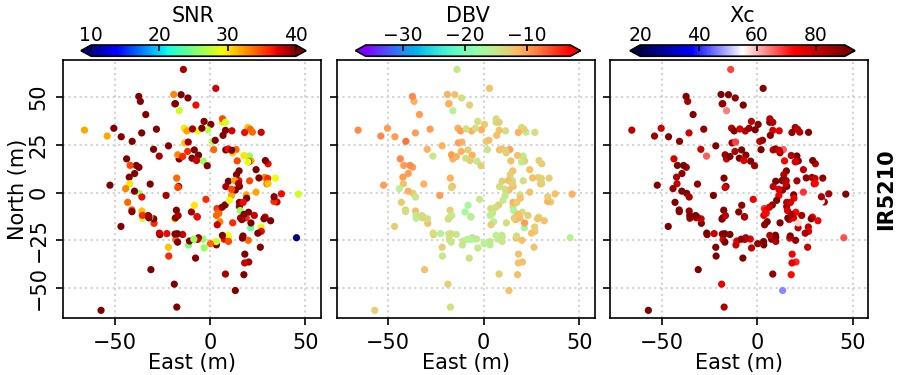 SNR DBV Xc
10 20 30 40 −30 −20 −10 20 40 60 80
50
25
North (m)
0
−25
−50
IR5210
−50 0 50 −50 0 50 −50 0 50
East (m) East (m) East (m)